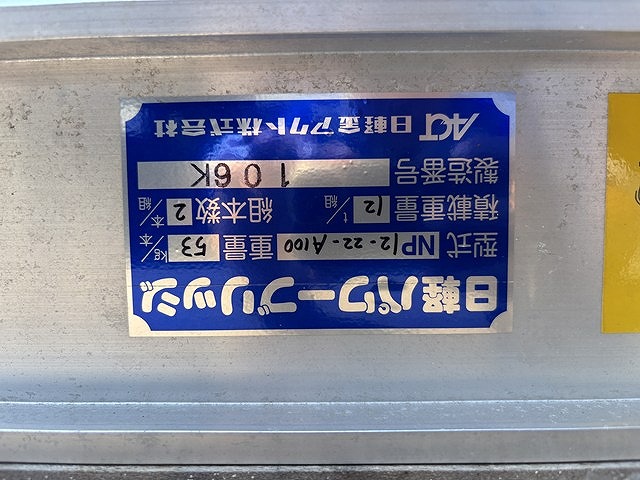 日軽パワーブリッジ
型式 NP12-22-A100 重量 53 kg/本
積載重量 12 t/組 組本数 2 本/組
製造番号 106K
ACT 日軽金アクト株式会社